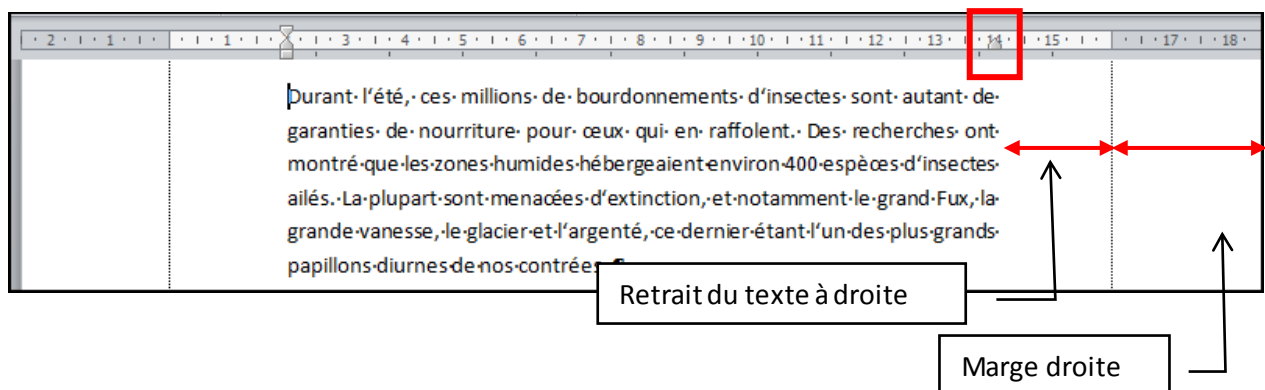 2 1 1 2 3 4 5 6 7 8 9 10 11 12 13 14 15 17 18
Durant l'été, ces millions de bourdonnements d'insectes sont autant de
garanties de nourriture pour ceux qui en raffolent. Des recherches ont
montré que les zones humides hébergeaient environ 400 espèces d'insectes
ailés. La plupart sont menacées d'extinction, et notamment le grand Fux, la
grande vanesse, le glacier et l'argenté, ce dernier étant l'un des plus grands
papillons diurnes de nos contrées. ¶
Retrait du texte à droite
Marge droite